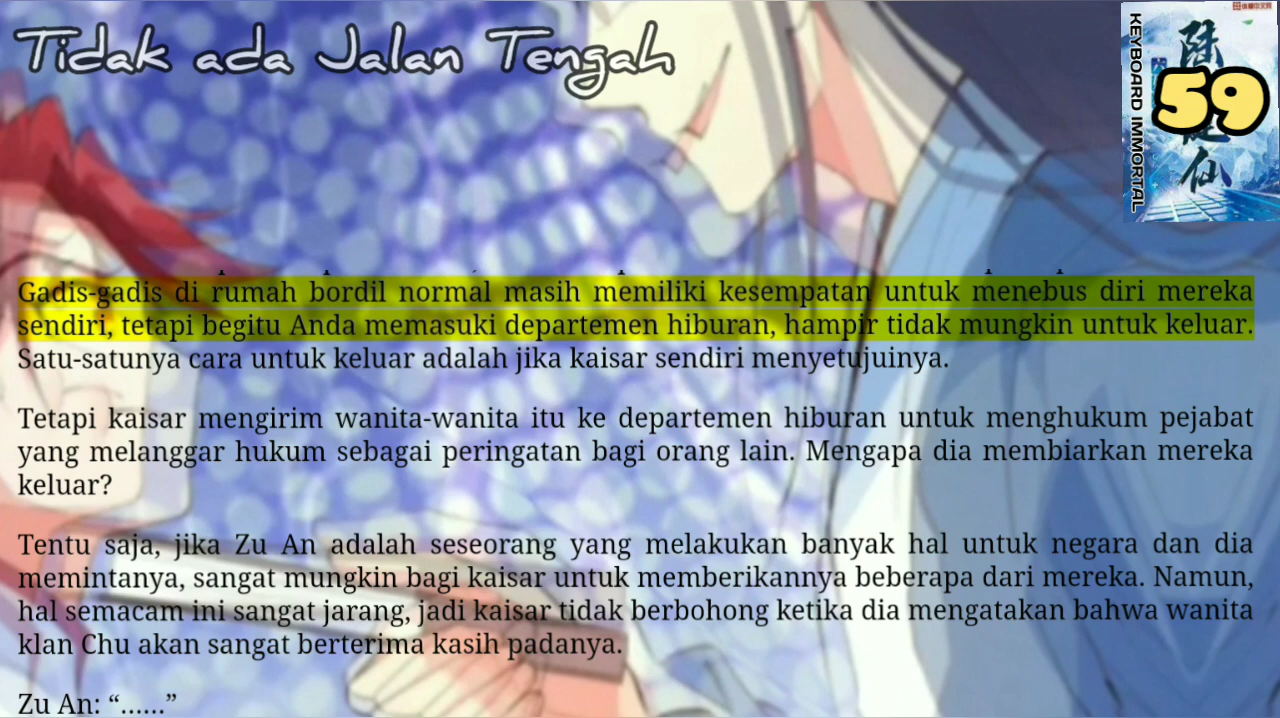 Tidak ada Jalan Tengah
KEYBOARD IMMORTAL
59
Gadis-gadis di rumah bordil normal masih memiliki kesempatan untuk menebus diri mereka
sendiri, tetapi begitu Anda memasuki departemen hiburan, hampir tidak mungkin untuk keluar.
Satu-satunya cara untuk keluar adalah jika kaisar sendiri menyetujuinya.
Tetapi kaisar mengirim wanita-wanita itu ke departemen hiburan untuk menghukum pejabat
yang melanggar hukum sebagai peringatan bagi orang lain. Mengapa dia membiarkan mereka
keluar?
Tentu saja, jika Zu An adalah seseorang yang melakukan banyak hal untuk negara dan dia
memintanya, sangat mungkin bagi kaisar untuk memberikannya beberapa dari mereka. Namun,
hal semacam ini sangat jarang, jadi kaisar tidak berbohong ketika dia mengatakan bahwa wanita
klan Chu akan sangat berterima kasih padanya.
Zu An: “......”